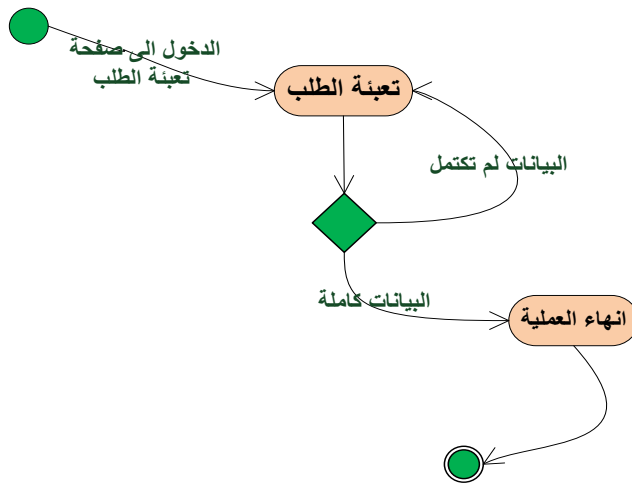 الدخول الى صفحة
تعبئة الطلب
تعبئة الطلب
البيانات لم تكتمل
البيانات كاملة
انهاء العملية